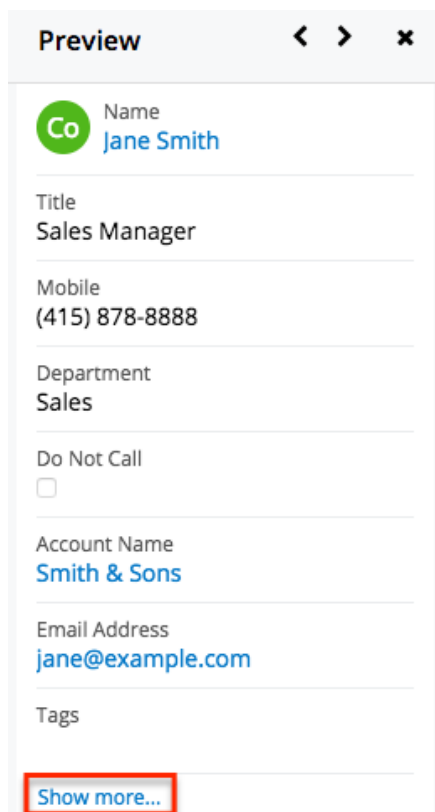 Preview
Co
Name
Jane Smith
Title
Sales Manager
Mobile
(415) 878-8888
Department
Sales
Do Not Call
Account Name
Smith & Sons
Email Address
jane@example.com
Tags
Show more...